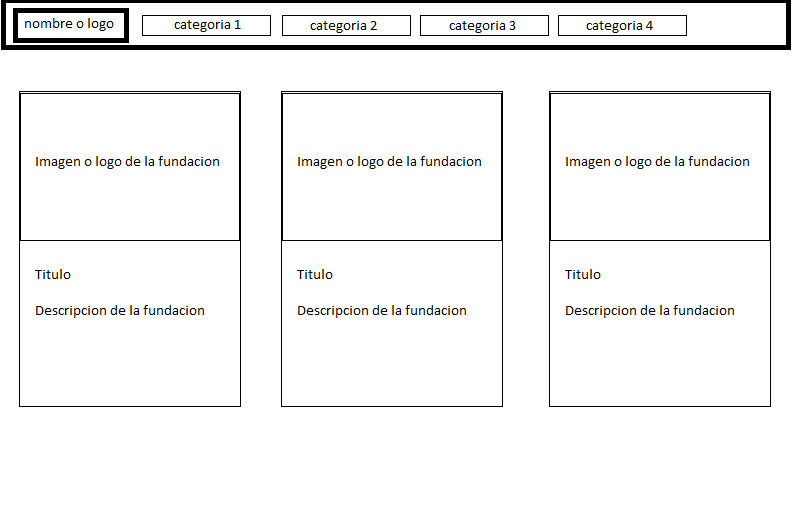 nombre o logo
categoria 1
categoria 2
categoria 3
categoria 4
Imagen o logo de la fundacion
Titulo
Descripcion de la fundacion
Imagen o logo de la fundacion
Titulo
Descripcion de la fundacion
Imagen o logo de la fundacion
Titulo
Descripcion de la fundacion